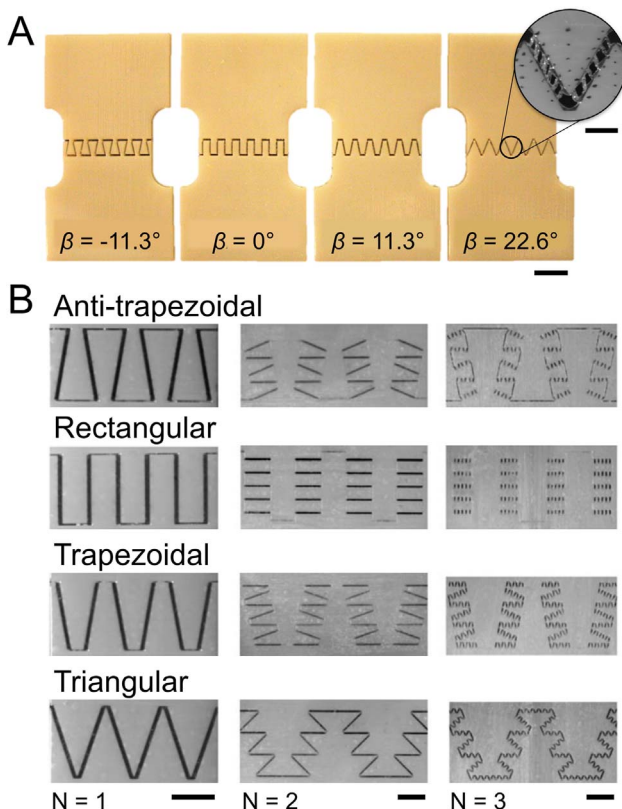 A
β = -11.3°
β = 0°
β = 11.3°
β = 22.6°
B
Anti-trapezoidal
Rectangular
Trapezoidal
Triangular
N = 1
N = 2
N = 3